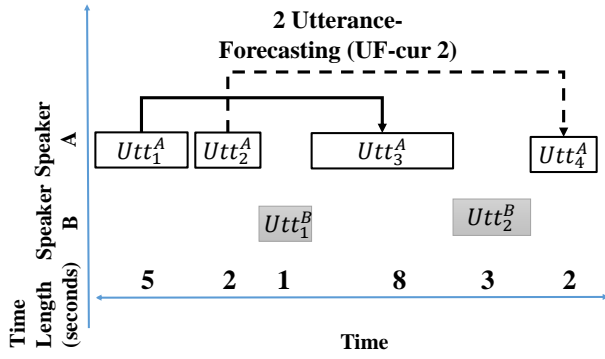 2 Utterance-
Forecasting (UF-cur 2)
Speaker
A
Utt₁ᴬ Utt₂ᴬ Utt₃ᴬ Utt₄ᴬ
Speaker
B
Utt₁ᴮ Utt₂ᴮ
Time
Length
(seconds)
5 2 1 8 3 2
Time